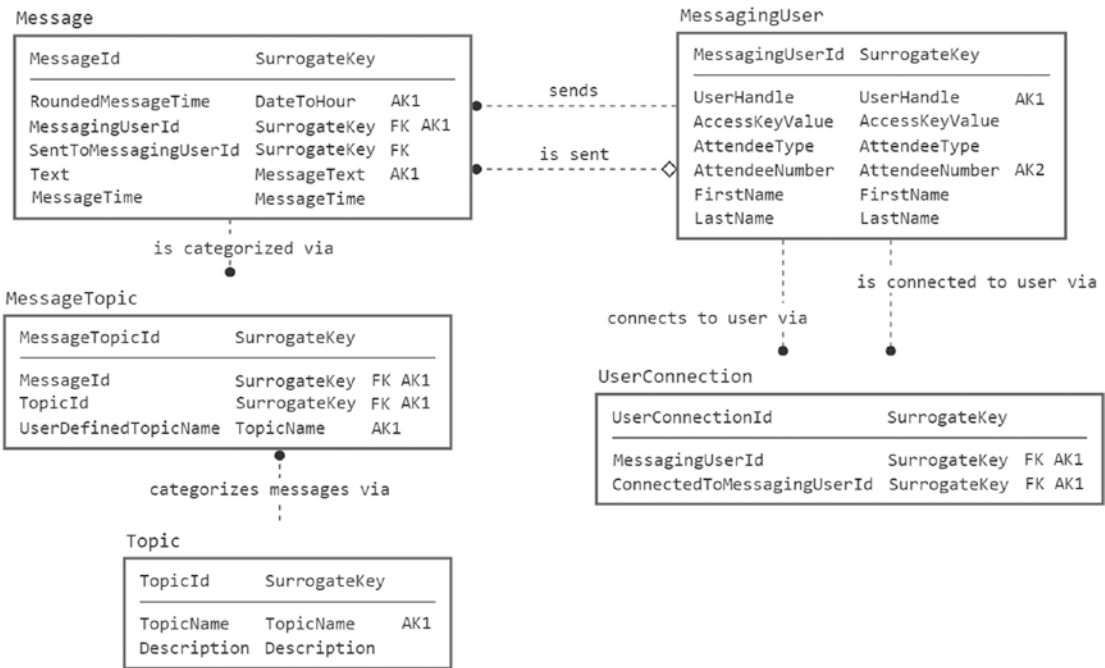 Message
MessageId SurrogateKey
RoundedMessageTime DateToHour AK1
MessagingUserId SurrogateKey FK AK1
SentToMessagingUserId SurrogateKey FK
Text MessageText AK1
MessageTime MessageTime
sends
is sent
MessagingUser
MessagingUserId SurrogateKey
UserHandle UserHandle AK1
AccessKeyValue AccessKeyValue
AttendeeType AttendeeType
AttendeeNumber AttendeeNumber AK2
FirstName FirstName
LastName LastName
is categorized via
is connected to user via
connects to user via
MessageTopic
MessageTopicId SurrogateKey
MessageId SurrogateKey FK AK1
TopicId SurrogateKey FK AK1
UserDefinedTopicName TopicName AK1
UserConnection
UserConnectionId SurrogateKey
MessagingUserId SurrogateKey FK AK1
ConnectedToMessagingUserId SurrogateKey FK AK1
categorizes messages via
Topic
TopicId SurrogateKey
TopicName TopicName AK1
Description Description